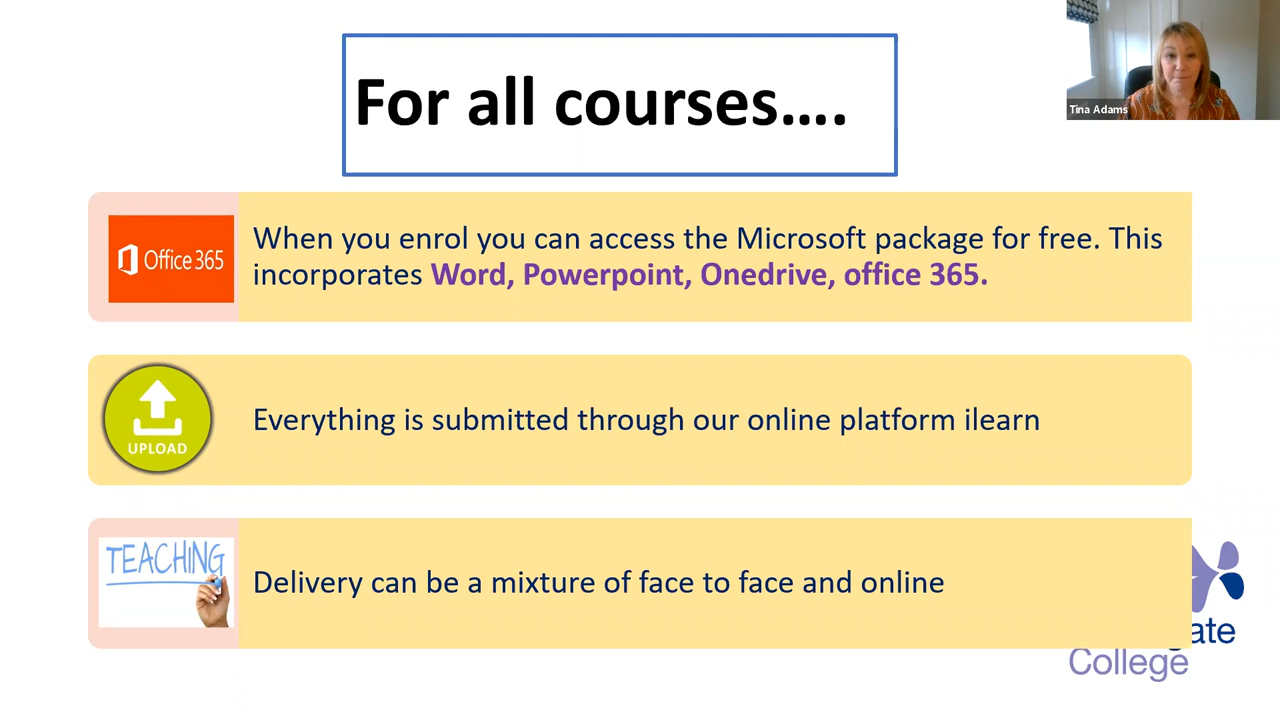 For all courses….
Tina Adams
Office 365
When you enrol you can access the Microsoft package for free. This
incorporates Word, Powerpoint, Onedrive, office 365.
UPLOAD
Everything is submitted through our online platform ilearn
TEACHING
Delivery can be a mixture of face to face and online
College